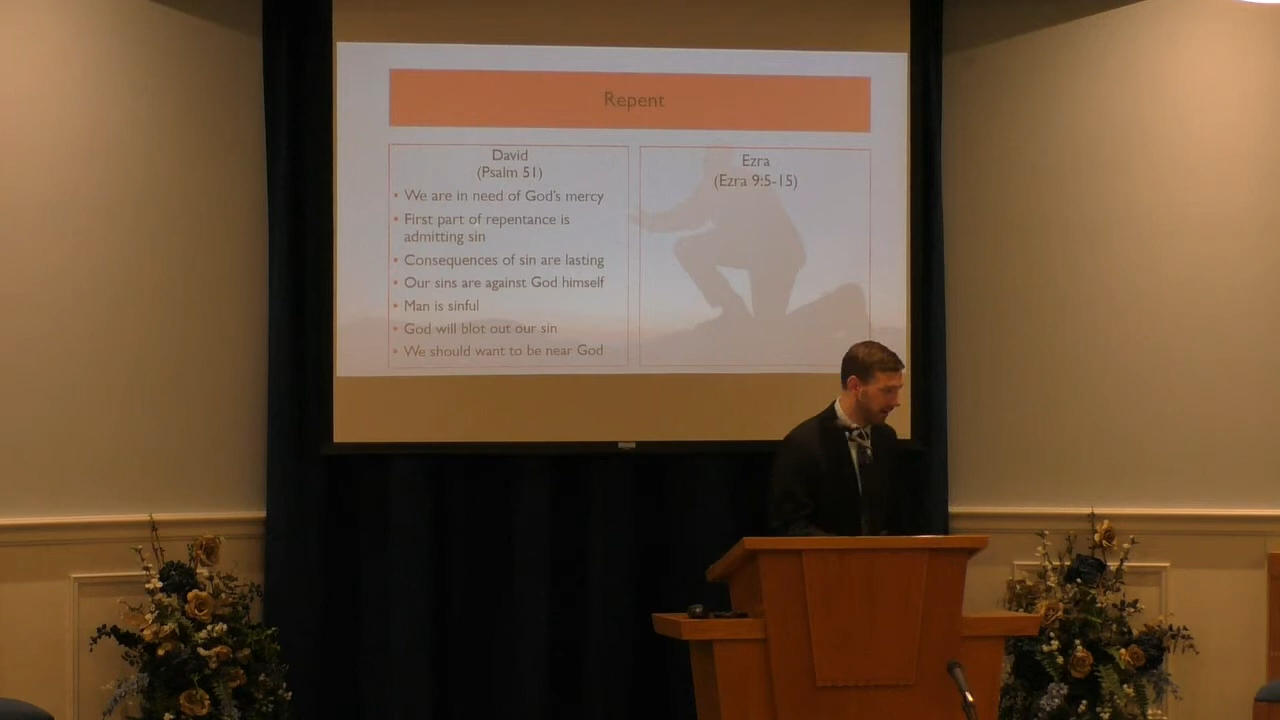 Repent
David
(Psalm 51)
• We are in need of God's mercy
• First part of repentance is
admitting sin
• Consequences of sin are lasting
• Our sins are against God himself
• Man is sinful
• God will blot out our sin
• We should want to be near God
Ezra
(Ezra 9:5-15)